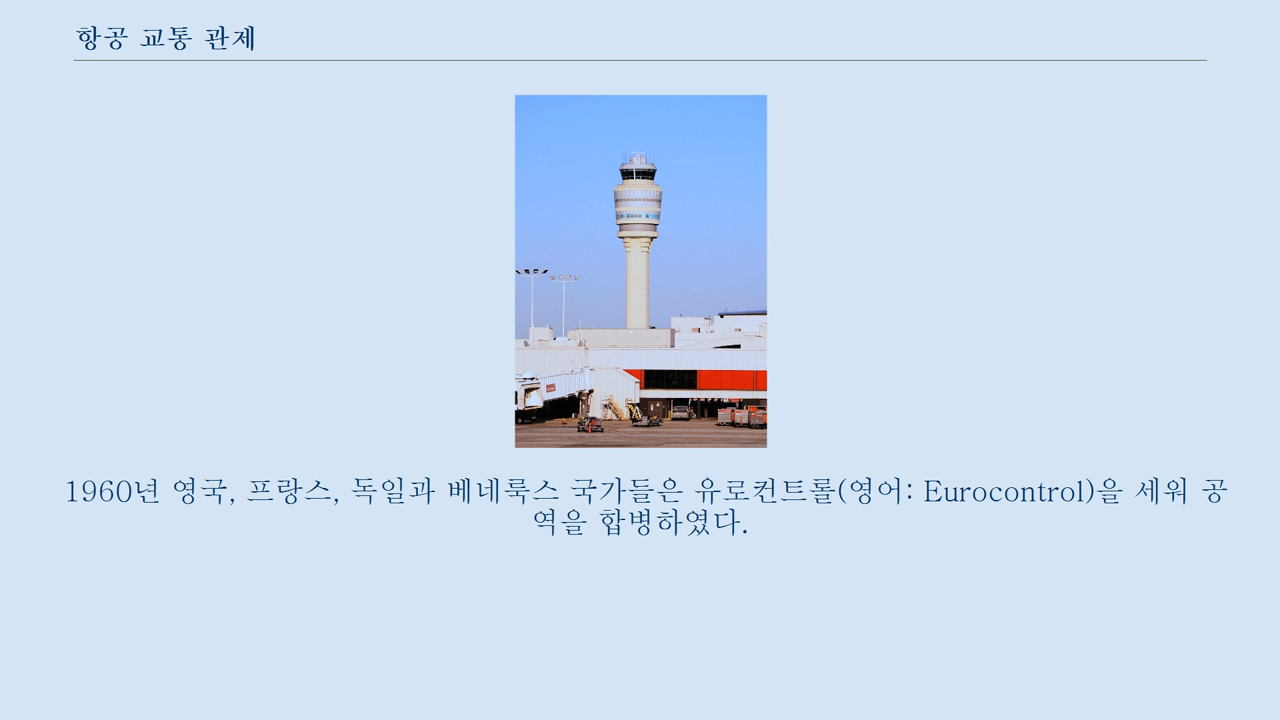 항공 교통 관제
1960년 영국, 프랑스, 독일과 베네룩스 국가들은 유로컨트롤(영어: Eurocontrol)을 세워 공
역을 합병하였다.